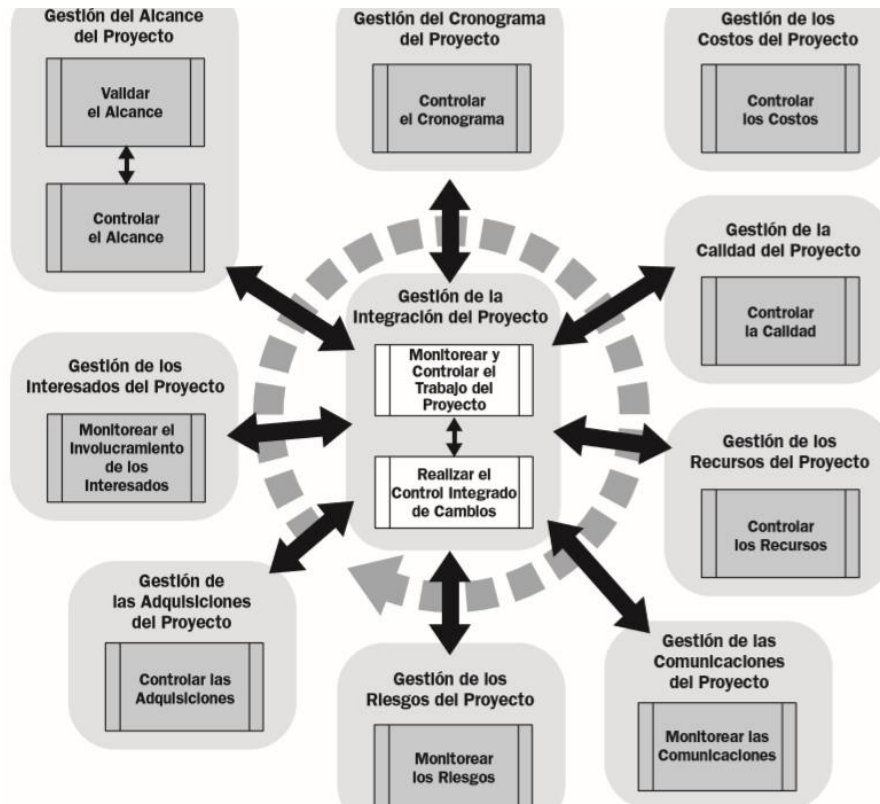 Gestión del Alcance
del Proyecto
Validar
el Alcance
Controlar
el Alcance
Gestión del Cronograma
del Proyecto
Controlar
el Cronograma
Gestión de los
Costos del Proyecto
Controlar
los Costos
Gestión de la
Calidad del Proyecto
Controlar
la Calidad
Gestión de la
Integración del Proyecto
Monitorear y
Controlar el
Trabajo del
Proyecto
Realizar el
Control Integrado
de Cambios
Gestión de los
Interesados del Proyecto
Monitorear el
Involucramiento
de los
Interesados
Gestión de los
Recursos del Proyecto
Controlar
los Recursos
Gestión de
las Adquisiciones
del Proyecto
Controlar las
Adquisiciones
Gestión de los
Riesgos del Proyecto
Monitorear
los Riesgos
Gestión de las
Comunicaciones
del Proyecto
Monitorear las
Comunicaciones